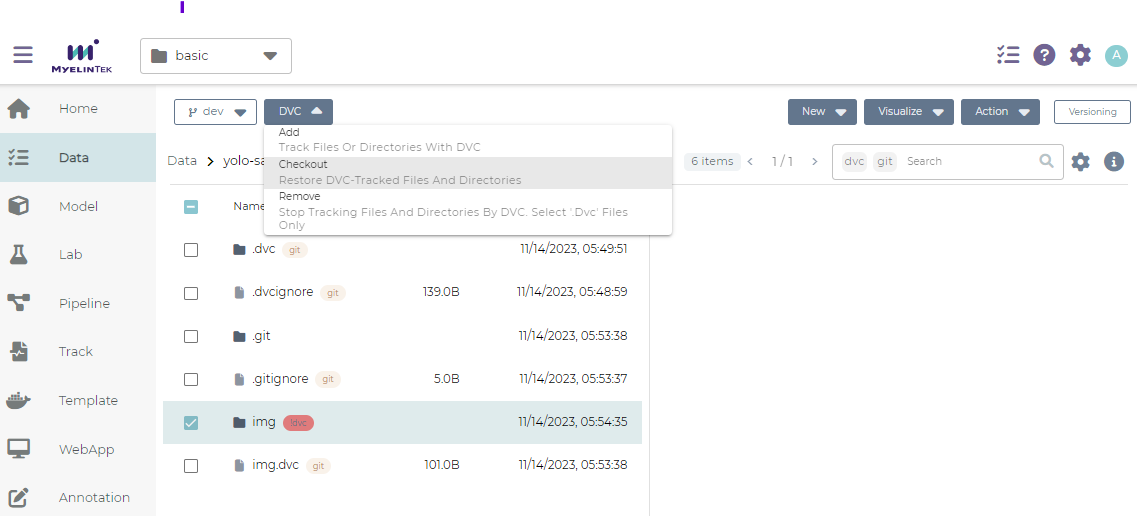 MYELINTEK
basic
?
A
Home
dev
DVC
New
Visualize
Action
Versioning
Add
Track Files Or Directories With DVC
Data
Data
yolo-sa
Checkout
Restore DVC-Tracked Files And Directories
6 items
1 / 1
dvc
git
Search
Remove
Stop Tracking Files And Directories By DVC. Select '.Dvc' Files
Only
Model
Name
Lab
.dvc git 11/14/2023, 05:49:51
Pipeline
.dvcignore git 139.0B 11/14/2023, 05:48:59
.git 11/14/2023, 05:53:38
Track
.gitignore git 5.0B 11/14/2023, 05:53:37
Template
img !dvc 11/14/2023, 05:54:35
WebApp
img.dvc git 101.0B 11/14/2023, 05:53:38
Annotation